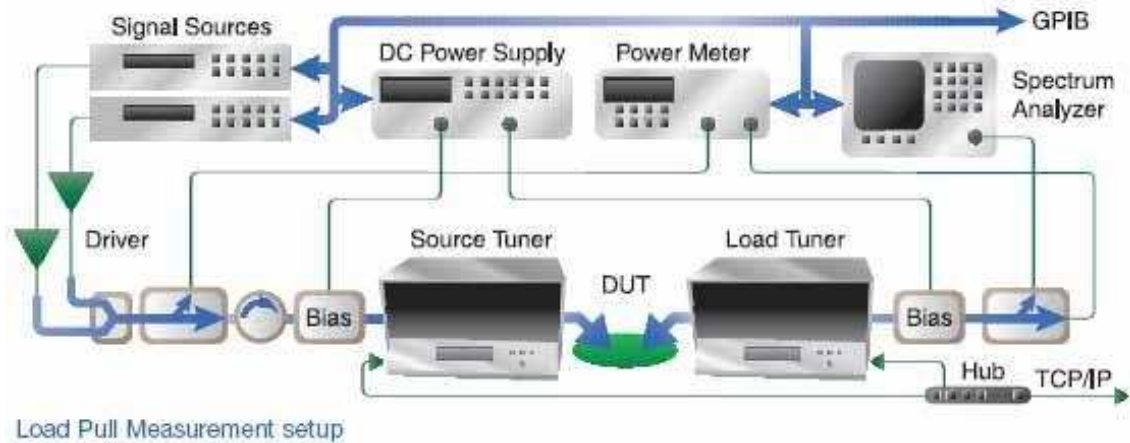 Signal Sources
GPIB
DC Power Supply
Power Meter
Spectrum
Analyzer
Driver
Source Tuner
Load Tuner
DUT
Bias
Bias
Hub
TCP/IP
Load Pull Measurement setup